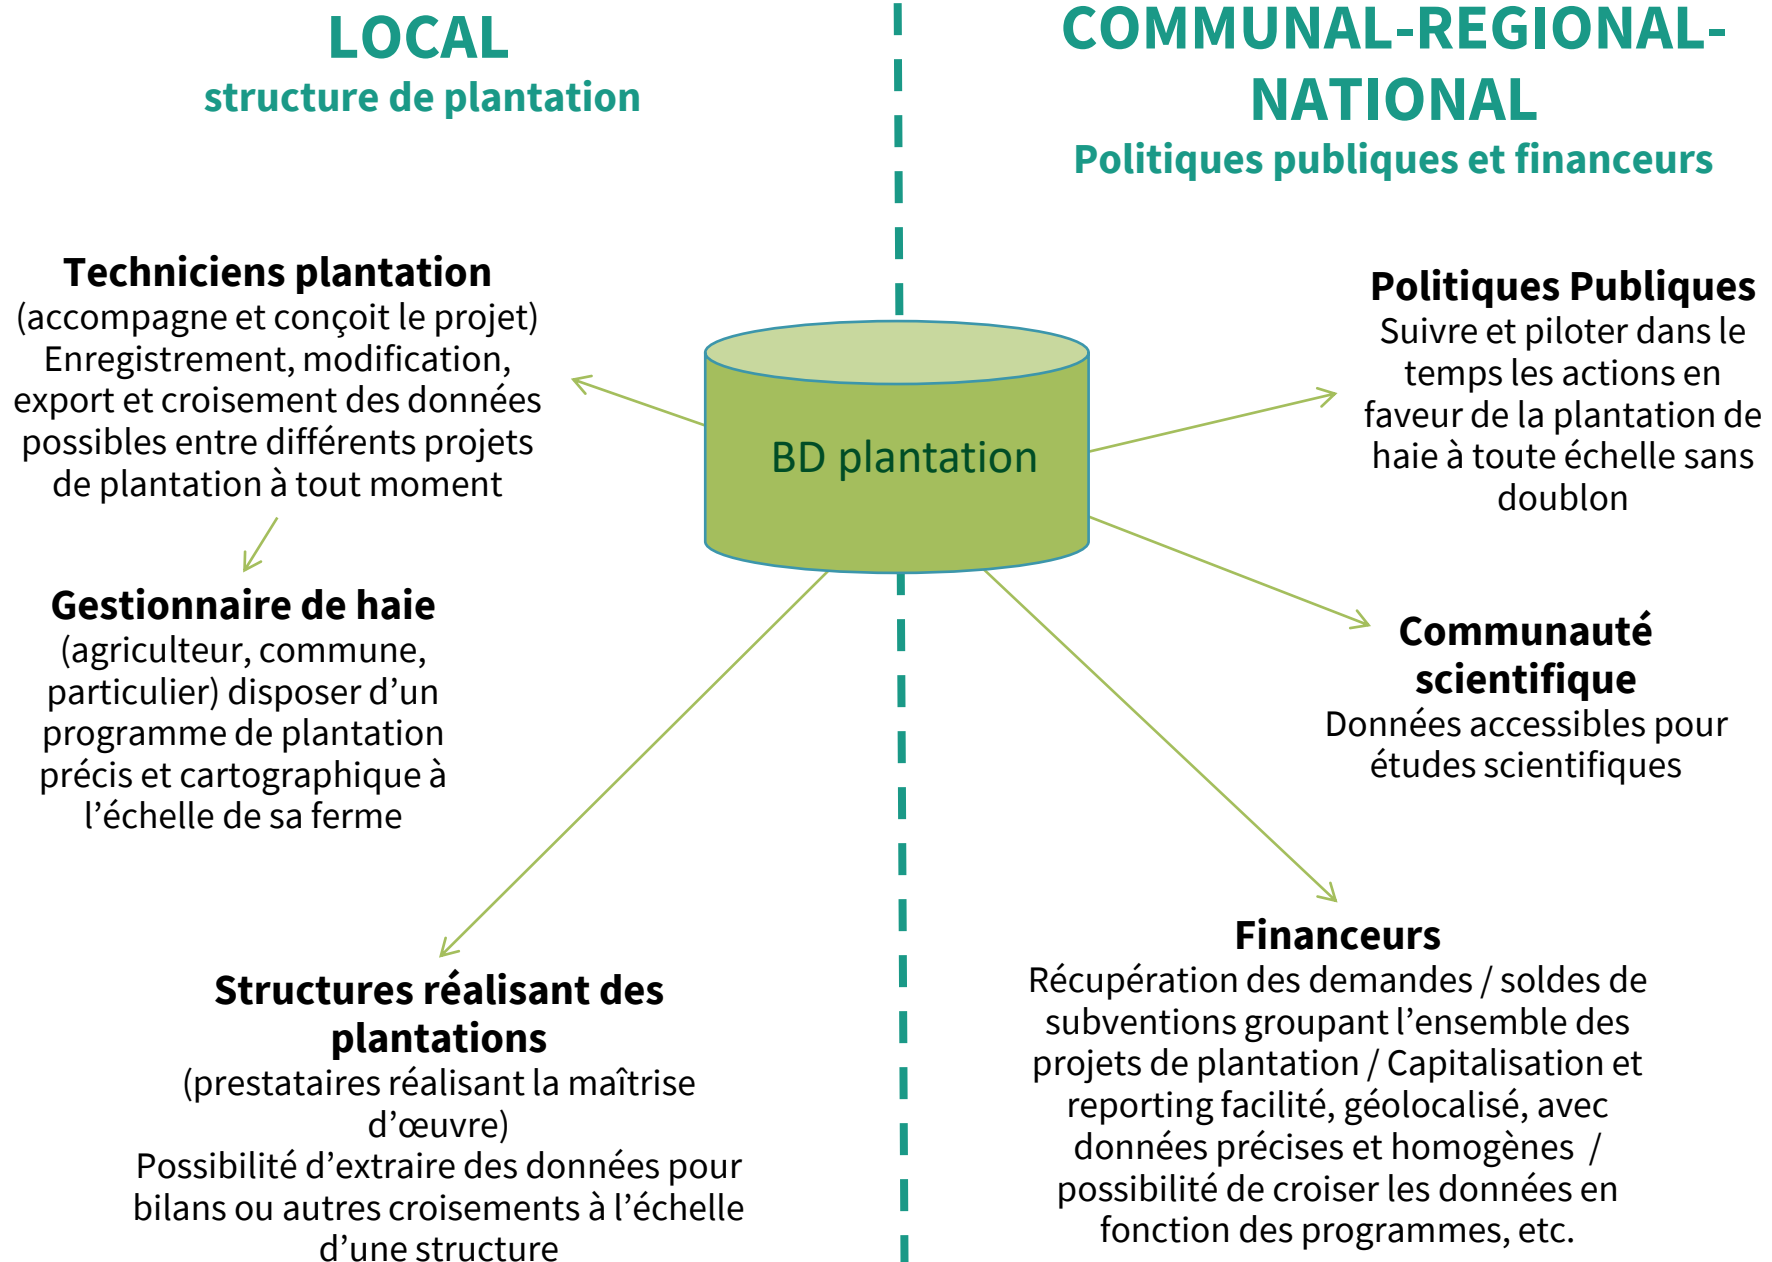 LOCAL
structure de plantation
COMMUNAL-REGIONAL-
NATIONAL
Politiques publiques et financeurs
Techniciens plantation
(accompagne et conçoit le projet)
Enregistrement, modification,
export et croisement des données
possibles entre différents projets
de plantation à tout moment
Gestionnaire de haie
(agriculteur, commune,
particulier) disposer d’un
programme de plantation
précis et cartographique à
l’échelle de sa ferme
Structures réalisant des
plantations
(prestataires réalisant la maîtrise
d’œuvre)
Possibilité d’extraire des données pour
bilans ou autres croisements à l’échelle
d’une structure
BD plantation
Politiques Publiques
Suivre et piloter dans le
temps les actions en
faveur de la plantation de
haie à toute échelle sans
doublon
Communauté
scientifique
Données accessibles pour
études scientifiques
Financeurs
Récupération des demandes / soldes de
subventions groupant l’ensemble des
projets de plantation / Capitalisation et
reporting facilité, géolocalisé, avec
données précises et homogènes /
possibilité de croiser les données en
fonction des programmes, etc.